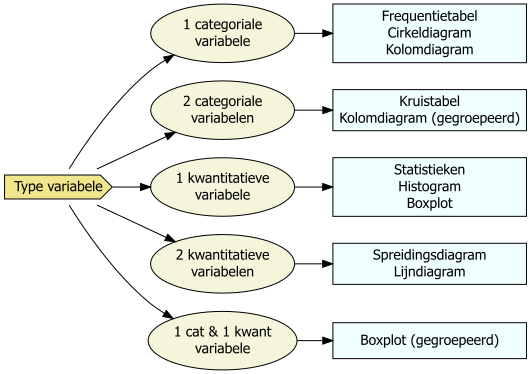 Type variabele
1 categoriale
variabele
Frequentietabel
Cirkeldiagram
Kolomdiagram
2 categoriale
variabelen
Kruistabel
Kolomdiagram (gegroepeerd)
1 kwantitatieve
variabele
Statistieken
Histogram
Boxplot
2 kwantitatieve
variabelen
Spreidingsdiagram
Lijndiagram
1 cat & 1 kwant
variabele
Boxplot (gegroepeerd)